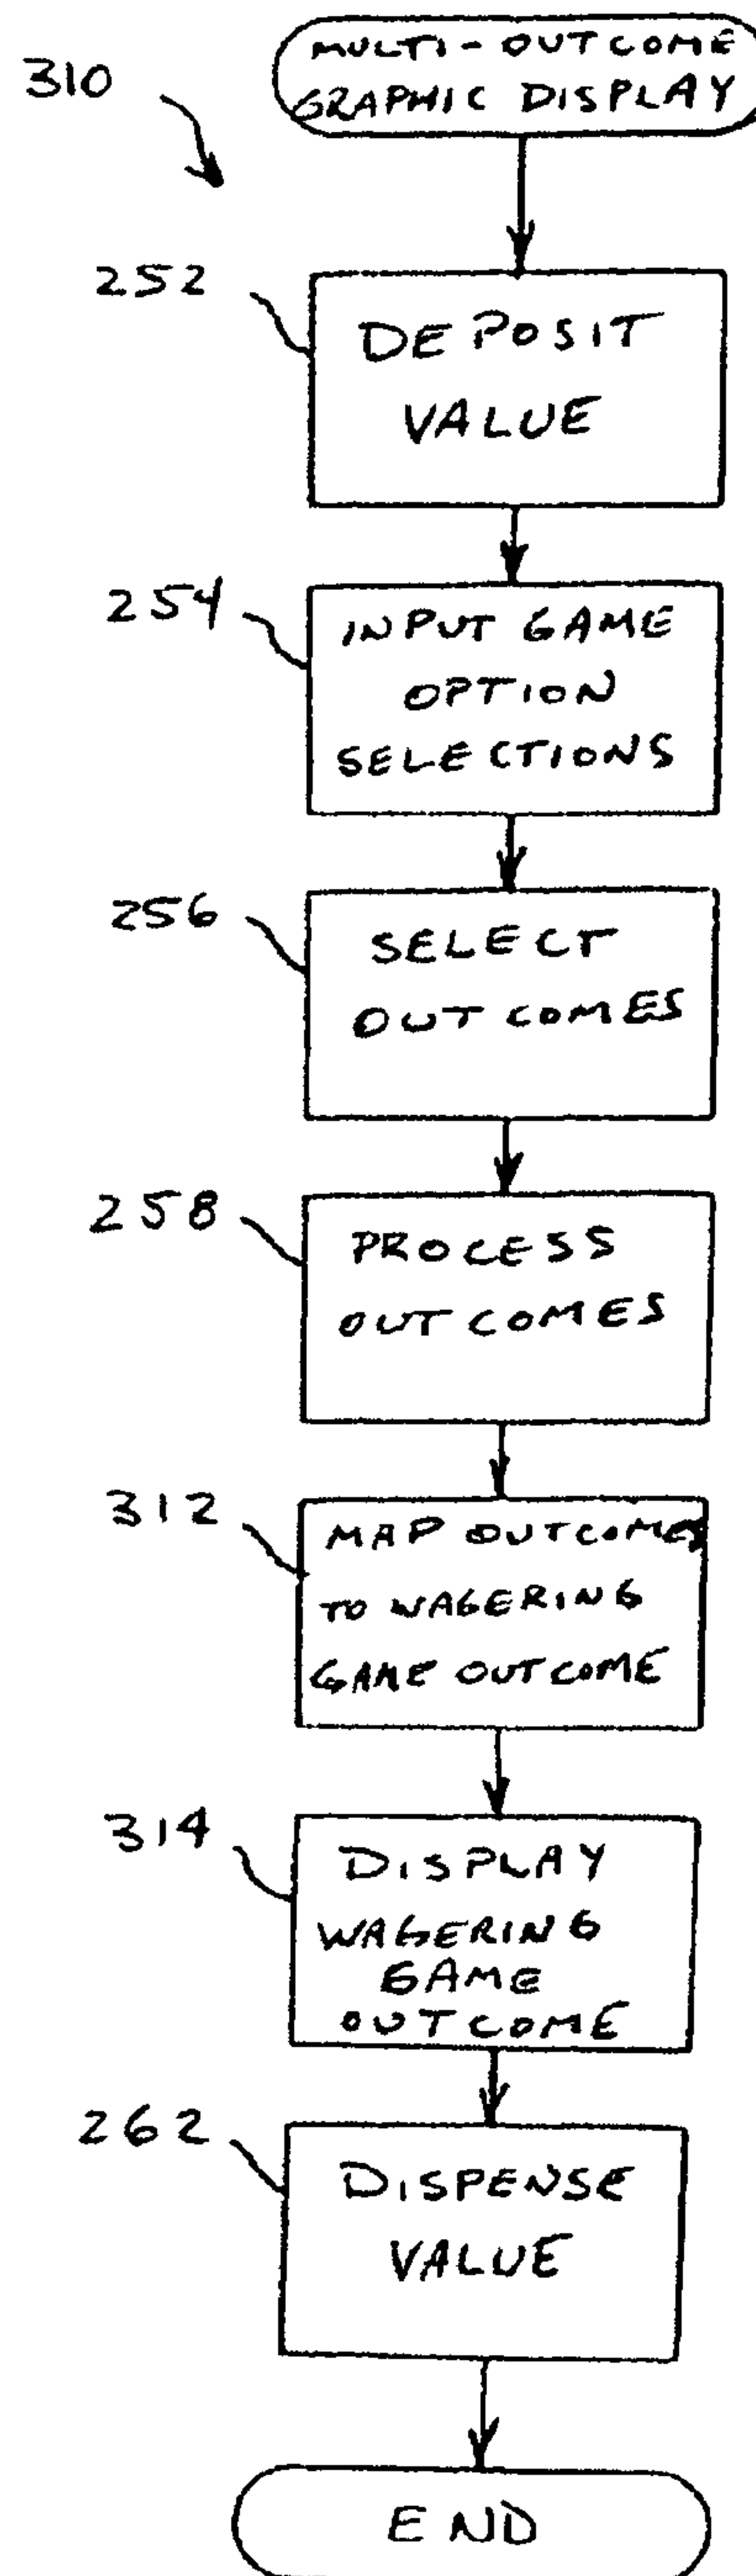 310
MULTI-OUTCOME
GRAPHIC DISPLAY
252
DEPOSIT
VALUE
254
INPUT GAME
OPTION
SELECTIONS
256
SELECT
OUTCOMES
258
PROCESS
OUTCOMES
312
MAP OUTCOMES
TO WAGERING
GAME OUTCOME
314
DISPLAY
WAGERING
GAME
OUTCOME
262
DISPENSE
VALUE
END